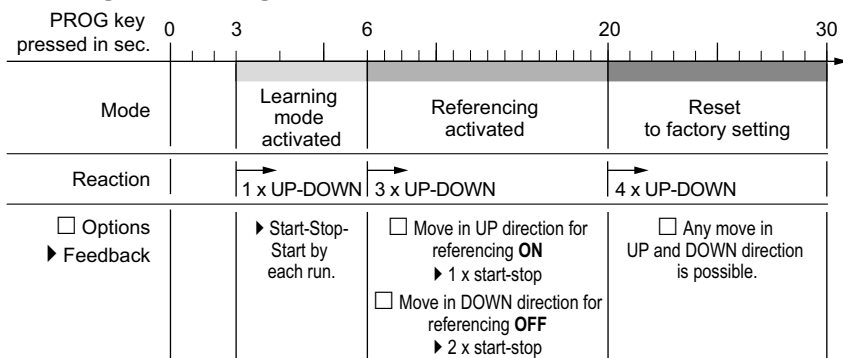 PROG key
pressed in sec.
0 3 6 20 30
Mode
Learning
mode
activated
Referencing
activated
Reset
to factory setting
Reaction
1 x UP-DOWN
3 x UP-DOWN
4 x UP-DOWN
☐ Options
▶ Feedback
▶ Start-Stop-
Start by
each run.
☐ Move in UP direction for
referencing ON
▶ 1 x start-stop
☐ Move in DOWN direction for
referencing OFF
▶ 2 x start-stop
☐ Any move in
UP and DOWN direction
is possible.